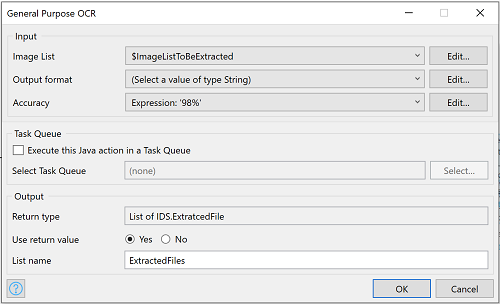 General Purpose OCR
Input
Image List $ImageListToBeExtracted Edit...
Output format (Select a value of type String) Edit...
Accuracy Expression: '98%' Edit...
Task Queue
Execute this Java action in a Task Queue
Select Task Queue (none) Select...
Output
Return type List of IDS.ExtratcedFile
Use return value Yes No
List name ExtractedFiles
? OK Cancel